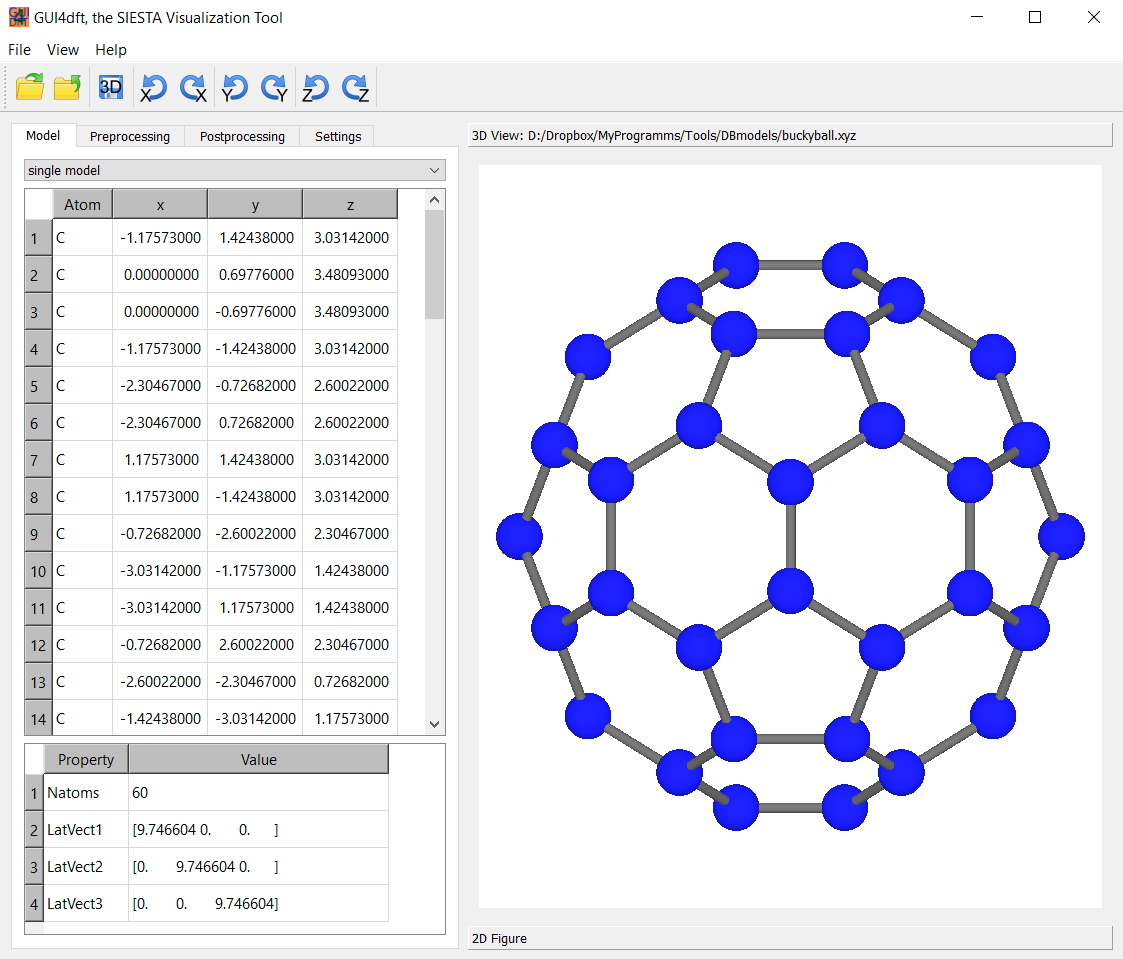 GUI4dft, the SIESTA Visualization Tool
File View Help
3D X X Y Y Z Z
Model Preprocessing Postprocessing Settings
single model
Atom x y z
1 C -1.17573000 1.42438000 3.03142000
2 C 0.00000000 0.69776000 3.48093000
3 C 0.00000000 -0.69776000 3.48093000
4 C -1.17573000 -1.42438000 3.03142000
5 C -2.30467000 -0.72682000 2.60022000
6 C -2.30467000 0.72682000 2.60022000
7 C 1.17573000 1.42438000 3.03142000
8 C 1.17573000 -1.42438000 3.03142000
9 C -0.72682000 -2.60022000 2.30467000
10 C -3.03142000 -1.17573000 1.42438000
11 C -3.03142000 1.17573000 1.42438000
12 C -0.72682000 2.60022000 2.30467000
13 C -2.60022000 -2.30467000 0.72682000
14 C -1.42438000 -3.03142000 1.17573000
Property Value
1 Natoms 60
2 LatVect1 [9.746604 0. 0. ]
3 LatVect2 [0. 9.746604 0. ]
4 LatVect3 [0. 0. 9.746604]
3D View: D:/Dropbox/MyProgramms/Tools/DBmodels/buckyball.xyz
2D Figure